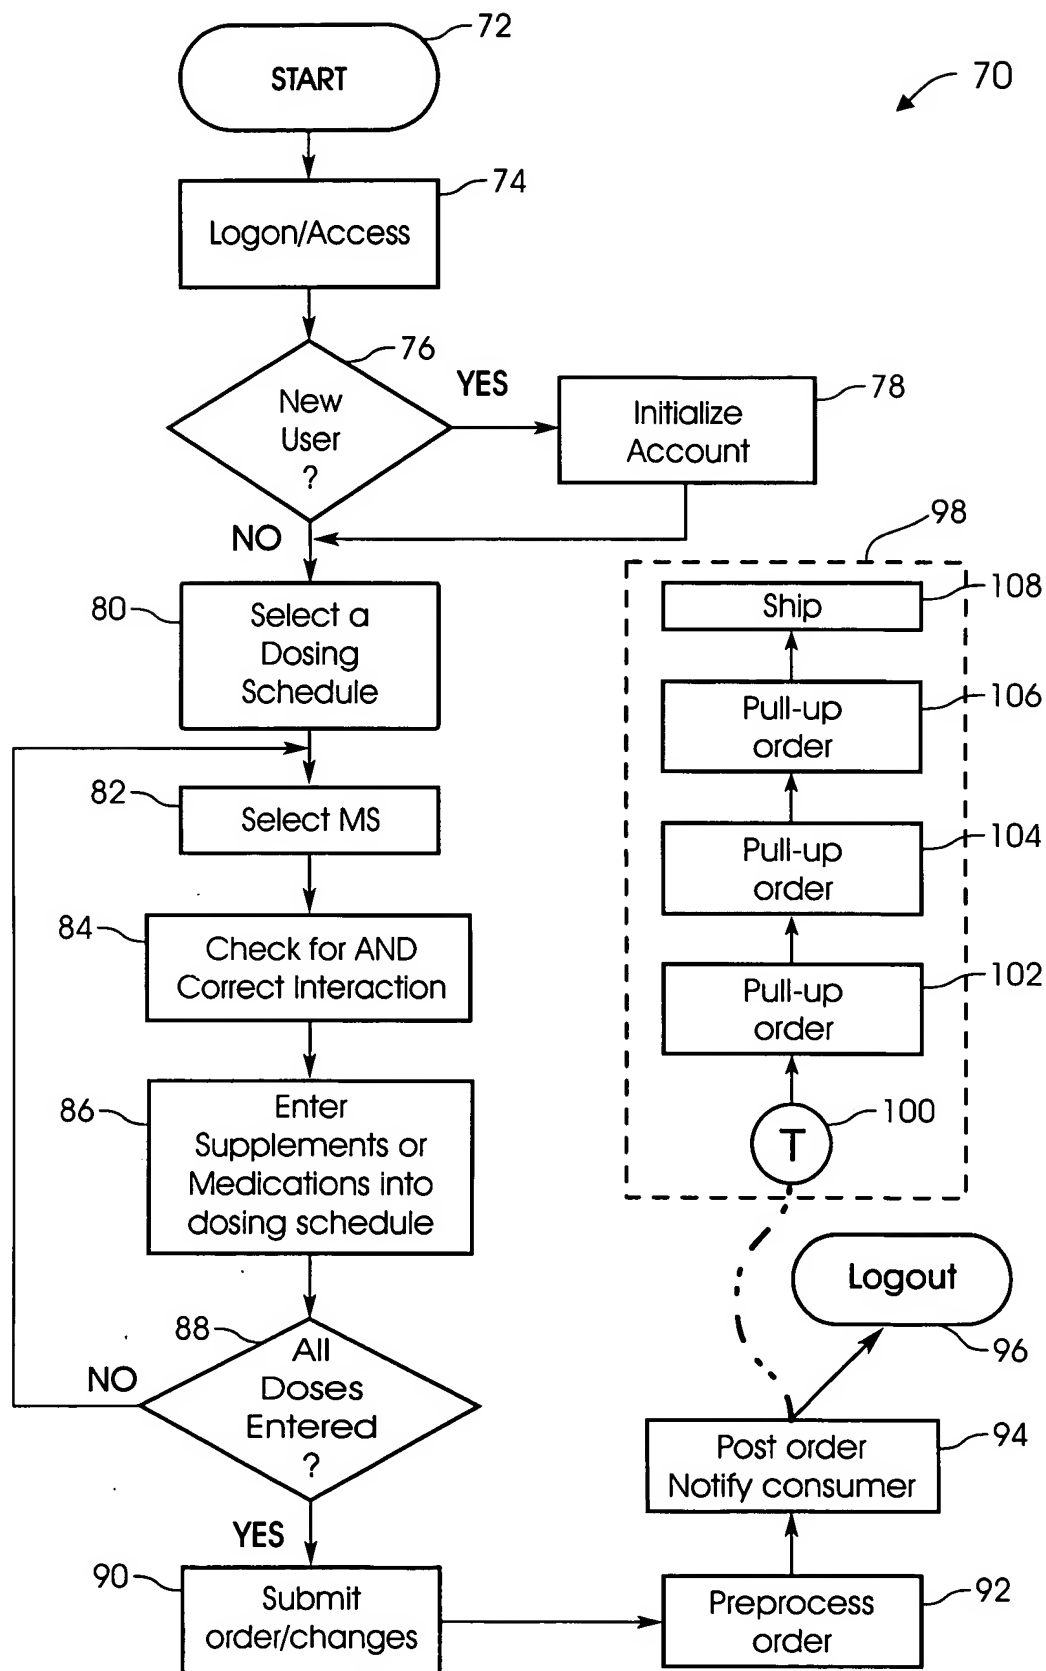 72
START
70
74
Logon/Access
76
New
User
?
YES
78
Initialize
Account
NO
80
Select a
Dosing
Schedule
82
Select MS
84
Check for AND
Correct Interaction
86
Enter
Supplements or
Medications into
dosing schedule
88
All
Doses
Entered
?
NO
YES
90
Submit
order/changes
92
Preprocess
order
94
Post order
Notify consumer
Logout
96
98
108
Ship
106
Pull-up
order
104
Pull-up
order
102
Pull-up
order
100
T